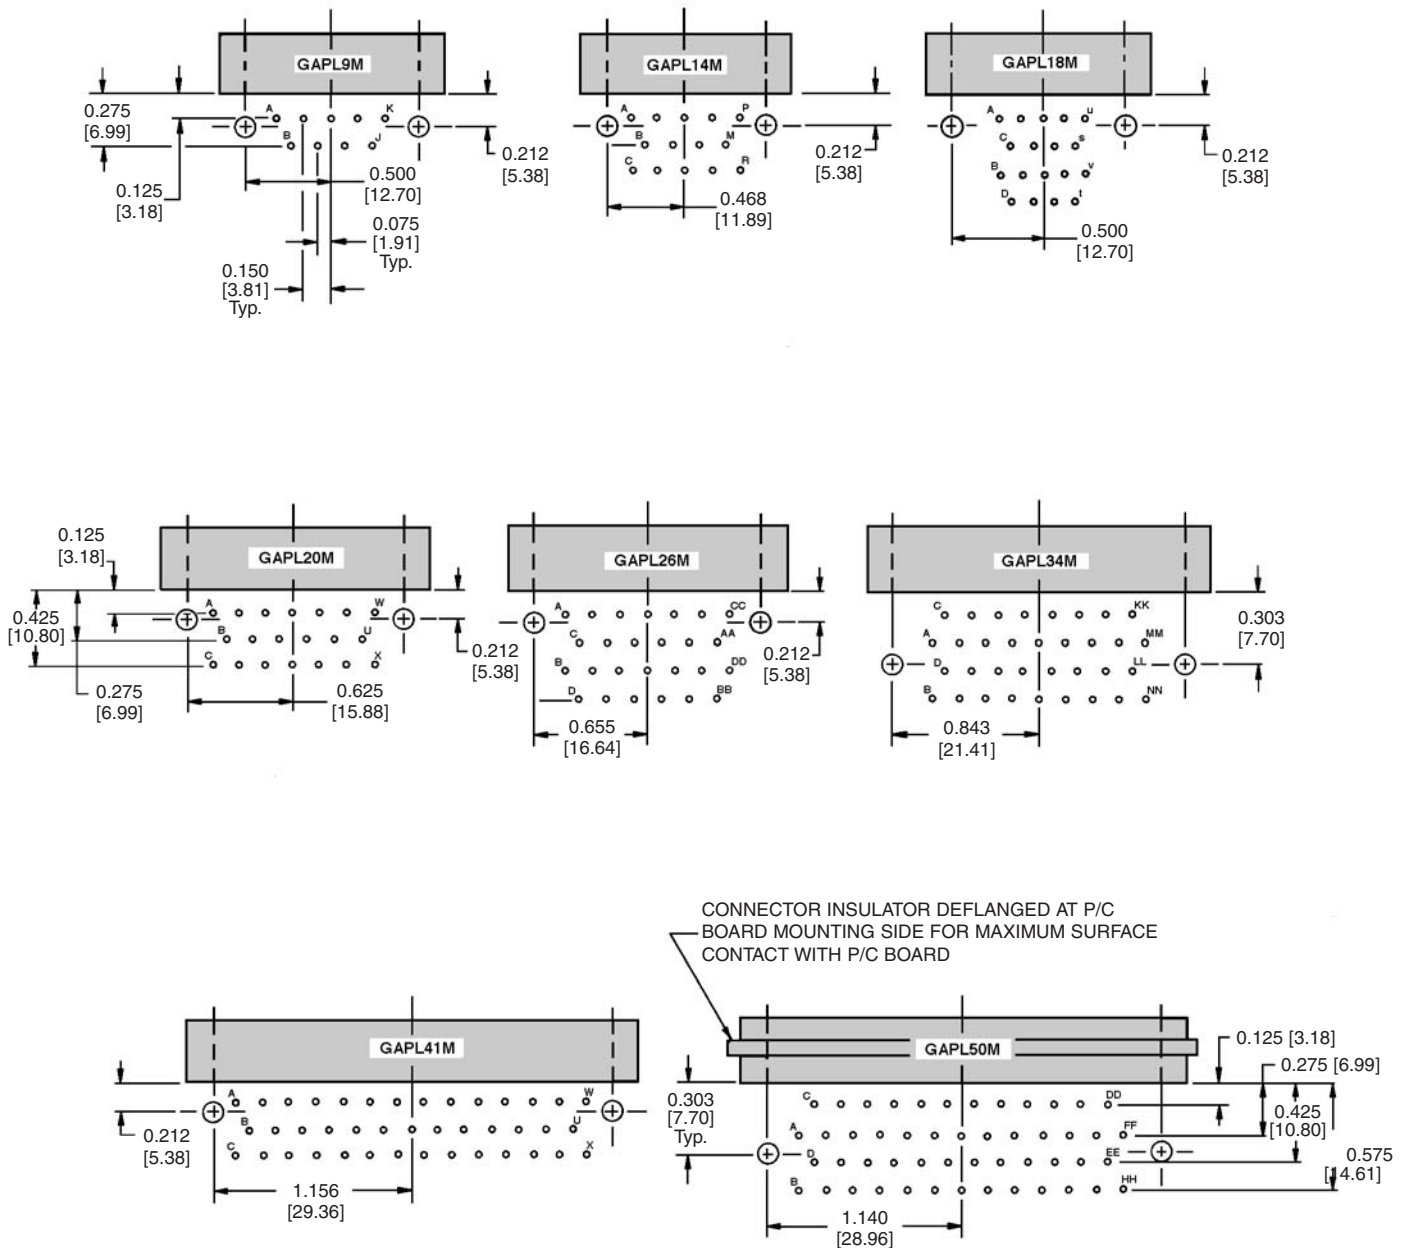 GAPL9M
0.275
[6.99]
0.125
[3.18]
A
K
B
J
0.500
[12.70]
0.075
[1.91]
Typ.
0.150
[3.81]
Typ.
0.212
[5.38]
GAPL14M
A
P
B
M
C
R
0.468
[11.89]
0.212
[5.38]
GAPL18M
A
u
C
s
B
v
D
t
0.500
[12.70]
0.212
[5.38]
GAPL20M
0.125
[3.18]
0.425
[10.80]
0.275
[6.99]
A
W
B
U
C
X
0.625
[15.88]
0.212
[5.38]
GAPL26M
A
CC
C
AA
B
DD
D
BB
0.655
[16.64]
0.212
[5.38]
GAPL34M
C
KK
A
MM
D
LL
B
NN
0.843
[21.41]
0.303
[7.70]
GAPL41M
A
W
B
U
C
X
0.212
[5.38]
1.156
[29.36]
CONNECTOR INSULATOR DEFLANGED AT P/C
BOARD MOUNTING SIDE FOR MAXIMUM SURFACE
CONTACT WITH P/C BOARD
GAPL50M
0.303
[7.70]
Typ.
C
DD
A
FF
D
EE
B
HH
1.140
[28.96]
0.125 [3.18]
0.275 [6.99]
0.425
[10.80]
0.575
[14.61]